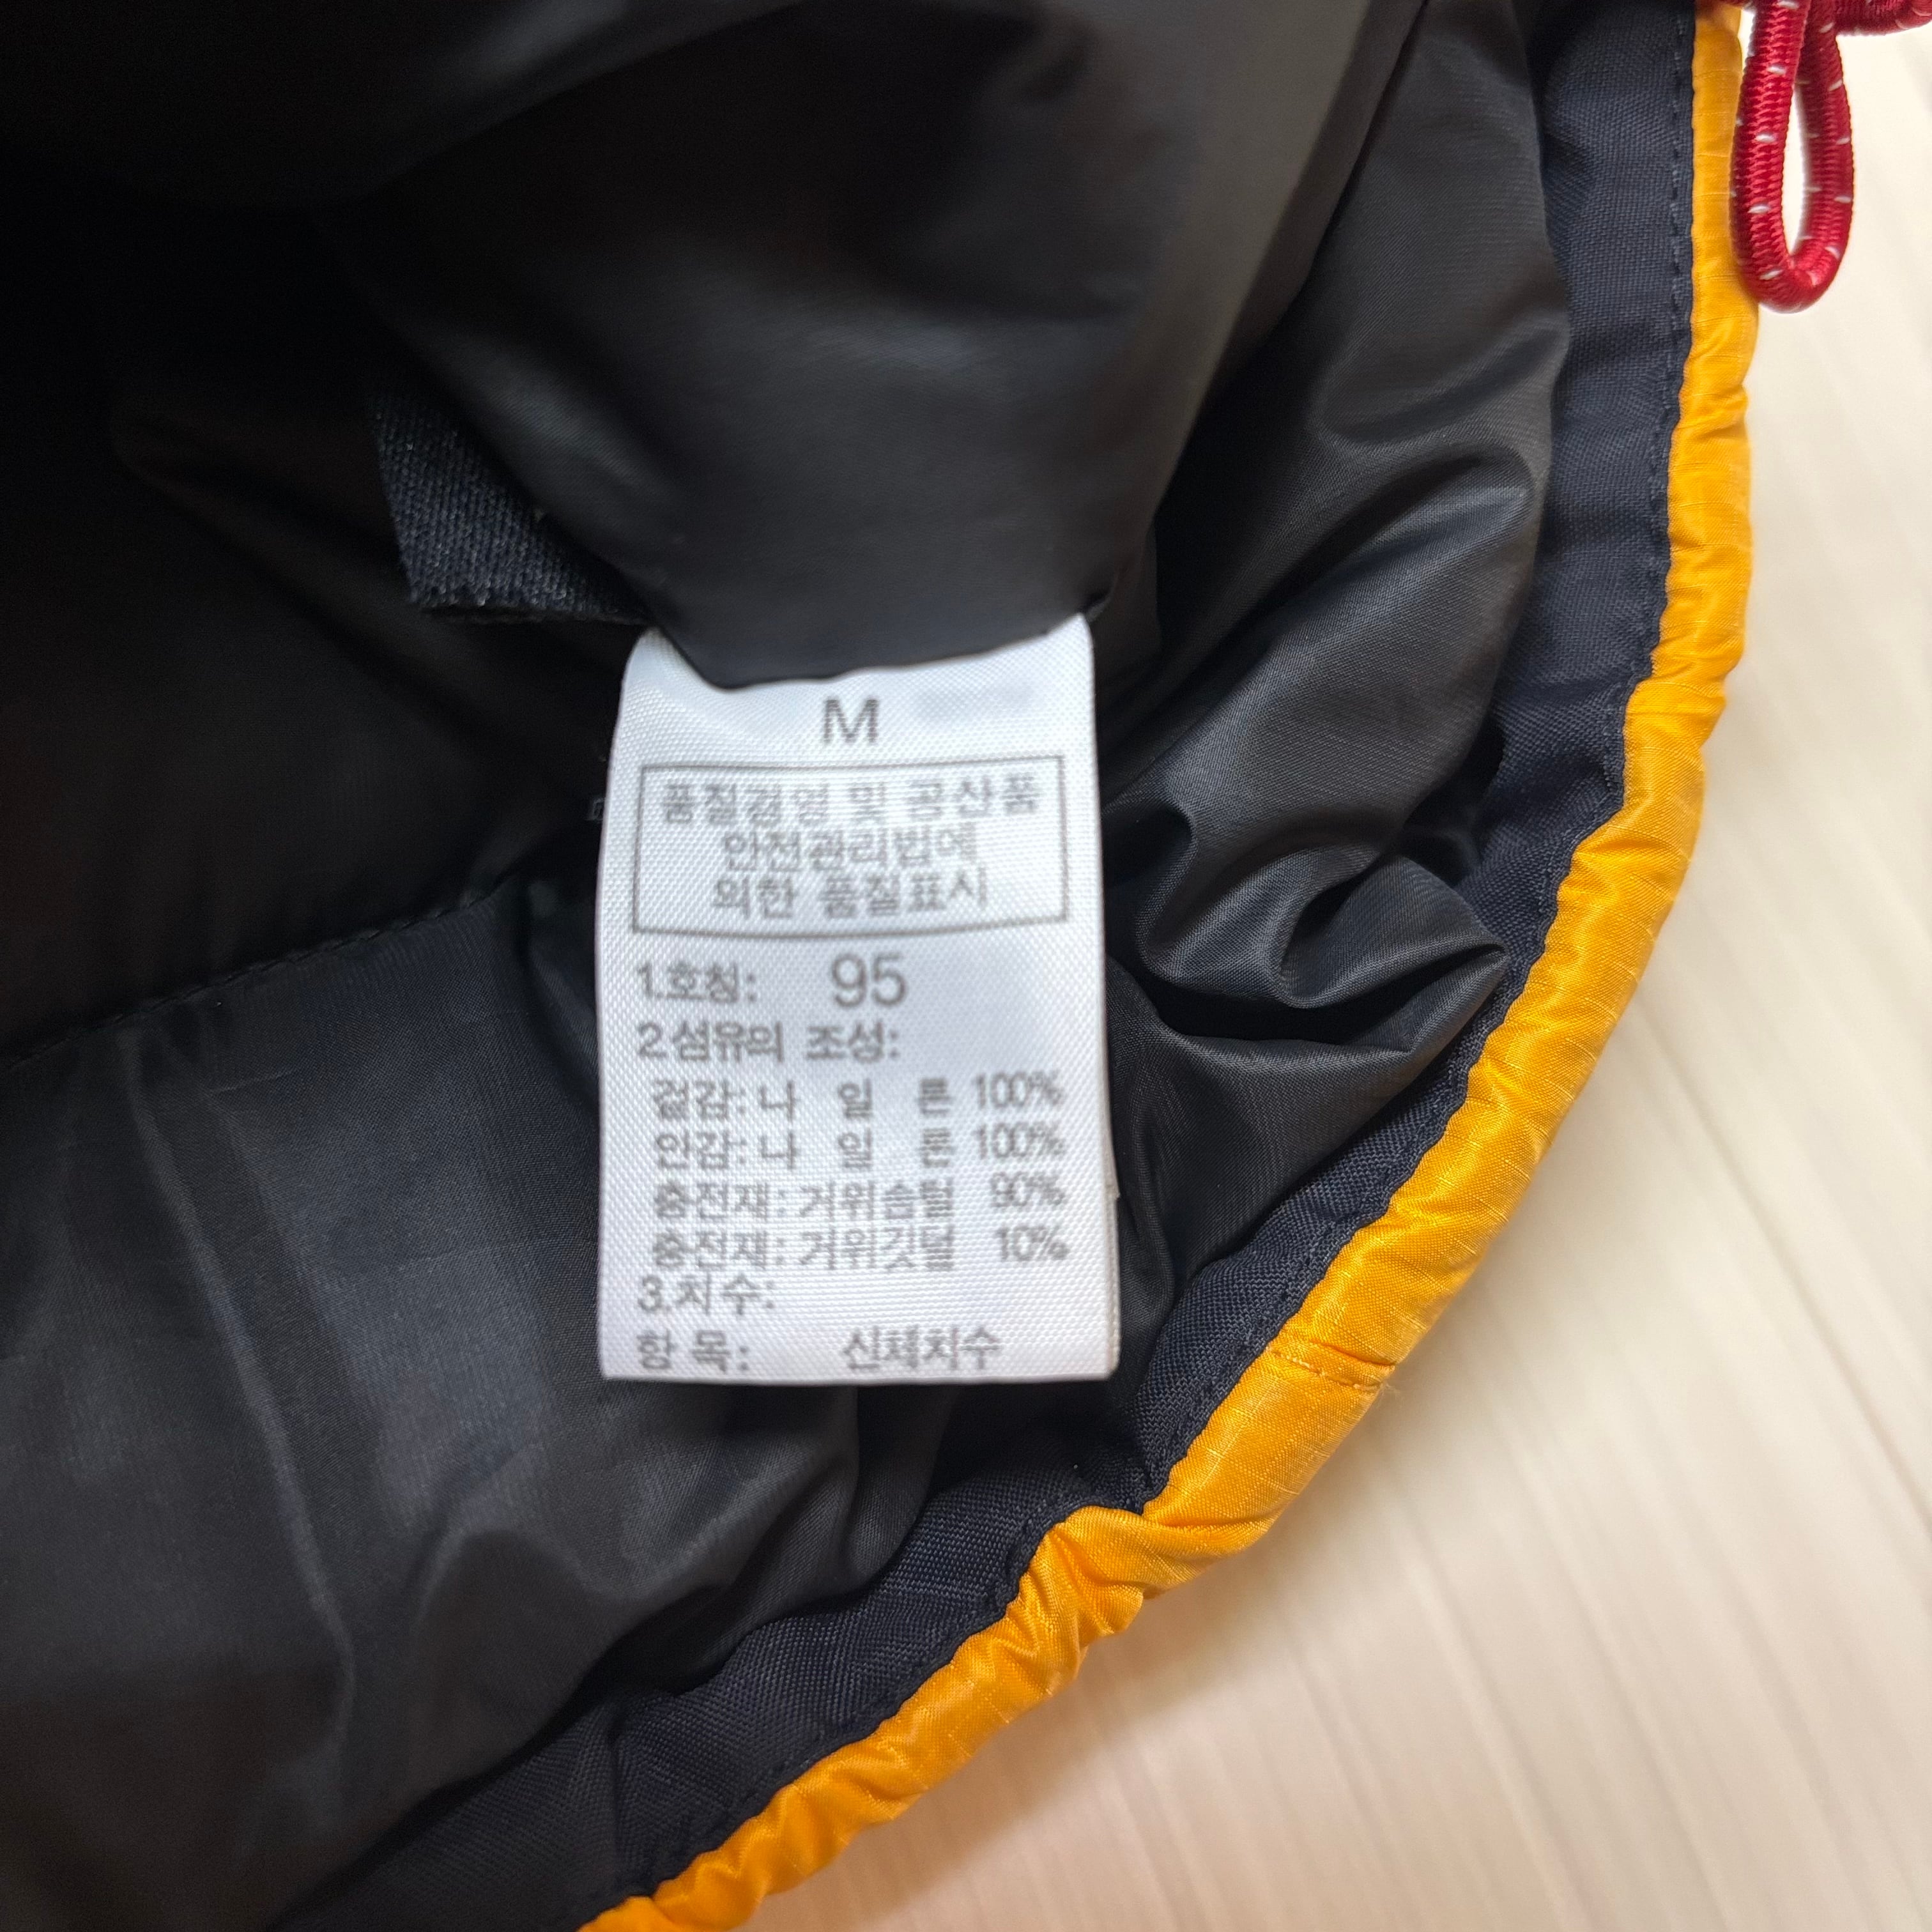 M
품질경영 및 공산품
안전관리법에
의한 품질표시
1.호칭: 95
2.섬유의 조성:
겉감: 나 일 론 100%
안감: 나 일 론 100%
충전재: 거위솜털 90%
충전재: 거위깃털 10%
3.치수:
항 목: 신체치수